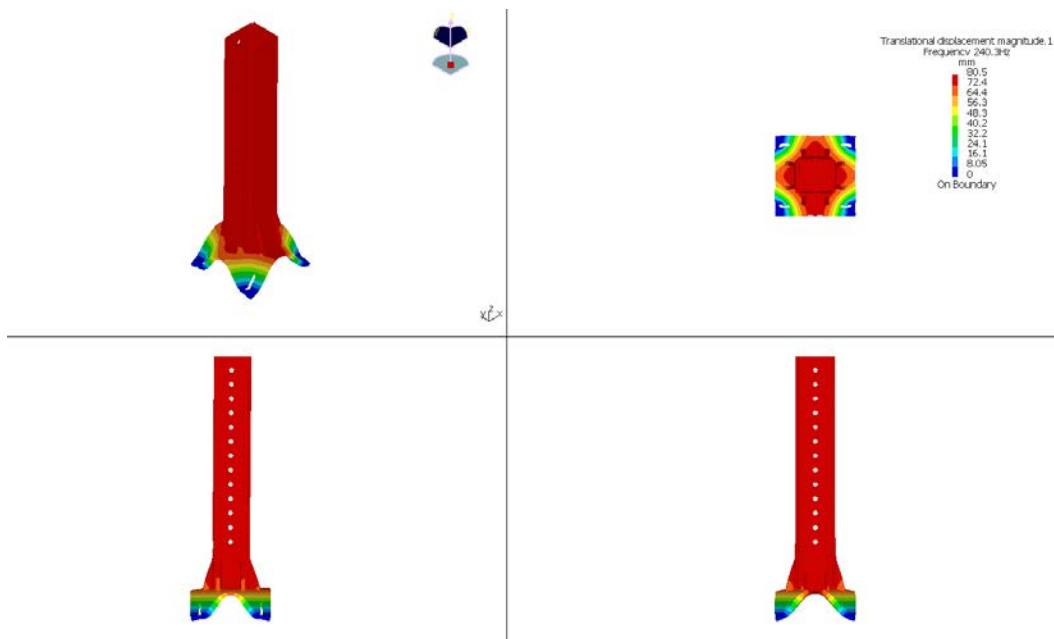 Translational displacement magnitude.1
Frequency 240.3Hz
mm
80.5
72.4
64.4
56.3
48.3
40.2
32.2
24.1
16.1
8.05
0
On Boundary
z
y x